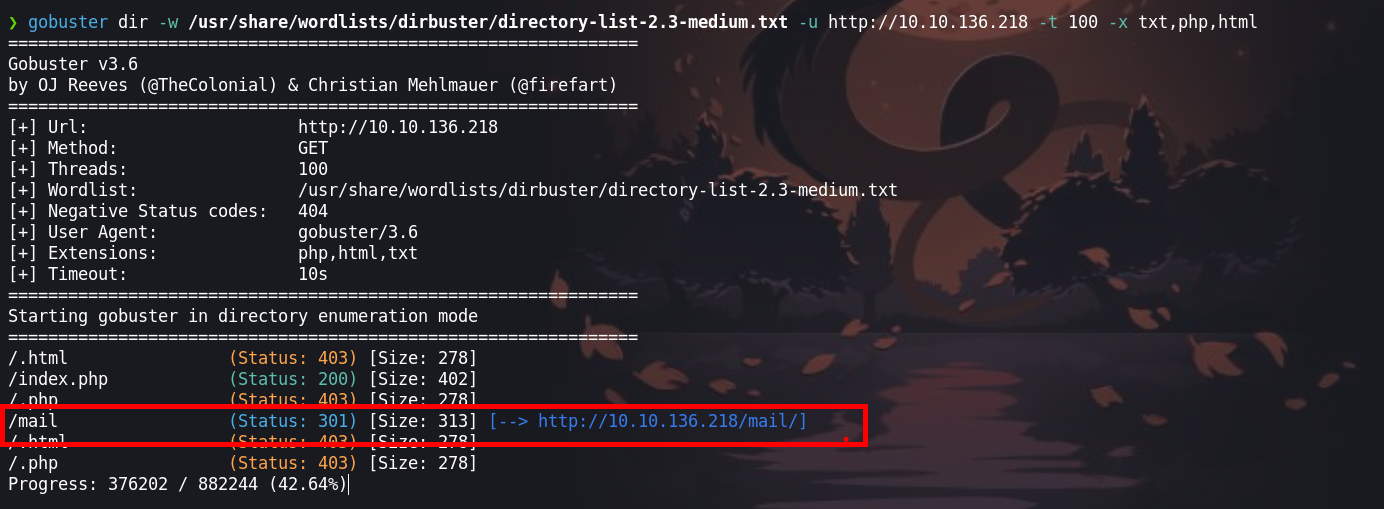 ❯ gobuster dir -w /usr/share/wordlists/dirbuster/directory-list-2.3-medium.txt -u http://10.10.136.218 -t 100 -x txt,php,html
===============================================================
Gobuster v3.6
by OJ Reeves (@TheColonial) & Christian Mehlmauer (@firefart)
===============================================================
[+] Url:                     http://10.10.136.218
[+] Method:                  GET
[+] Threads:                 100
[+] Wordlist:                /usr/share/wordlists/dirbuster/directory-list-2.3-medium.txt
[+] Negative Status codes:   404
[+] User Agent:              gobuster/3.6
[+] Extensions:              php,html,txt
[+] Timeout:                 10s
===============================================================
Starting gobuster in directory enumeration mode
===============================================================
/.html                (Status: 403) [Size: 278]
/index.php            (Status: 200) [Size: 402]
/.php                 (Status: 403) [Size: 278]
/mail                 (Status: 301) [Size: 313] [--> http://10.10.136.218/mail/]
/.html                (Status: 403) [Size: 278]
/.php                 (Status: 403) [Size: 278]
Progress: 376202 / 882244 (42.64%)